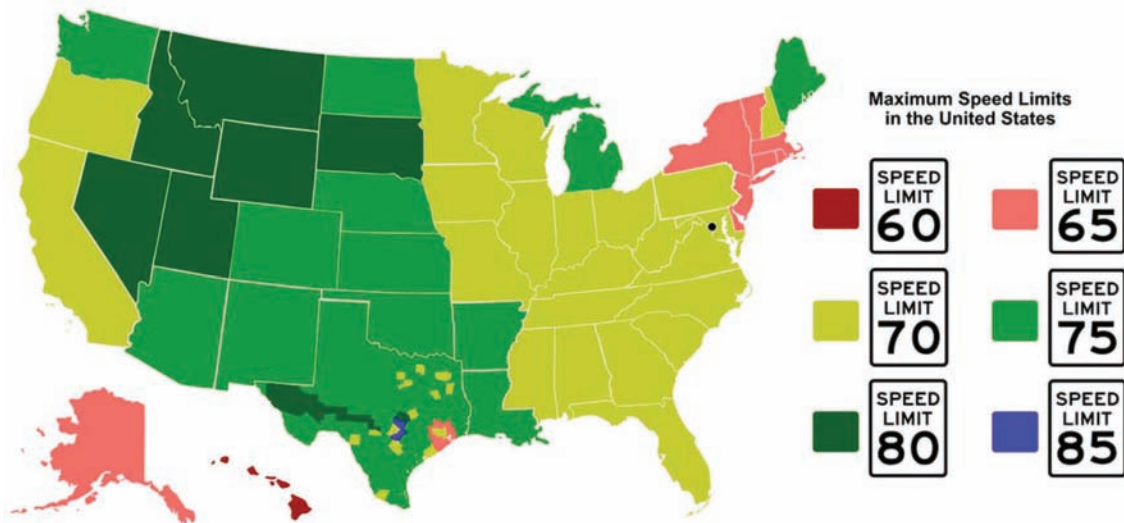 Maximum Speed Limits
in the United States
SPEED
LIMIT
60
SPEED
LIMIT
65
SPEED
LIMIT
70
SPEED
LIMIT
75
SPEED
LIMIT
80
SPEED
LIMIT
85